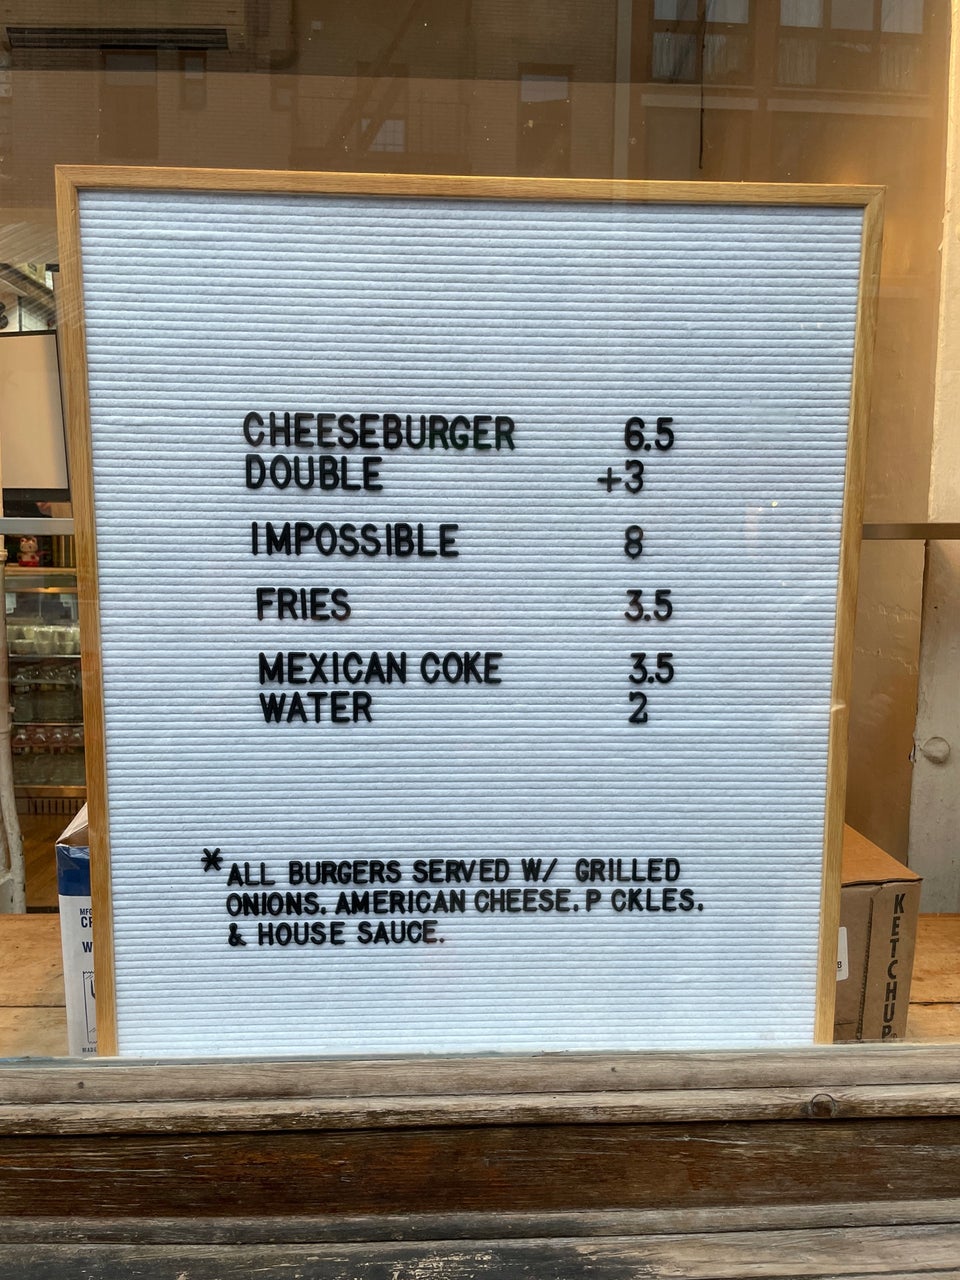 CHEESEBURGER 6.5
DOUBLE +3
IMPOSSIBLE 8
FRIES 3.5
MEXICAN COKE 3.5
WATER 2
*ALL BURGERS SERVED W/ GRILLED
ONIONS. AMERICAN CHEESE. P CKLES.
& HOUSE SAUCE.
KETCHUP